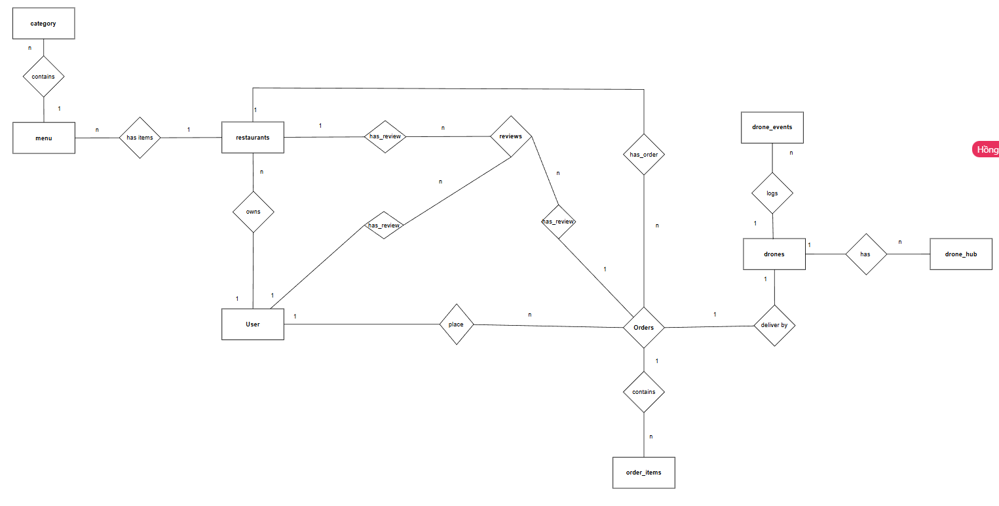 category
n
contains
1
menu
n
has items
1
restaurants
1
1
has_review
n
reviews
n
has_review
1
n
has_review
1
n
owns
1
User
1
place
n
has_order
n
Orders
1
deliver by
1
1
contains
n
order_items
drone_events
n
logs
1
drones
1
has
n
drone_hub
Hồng